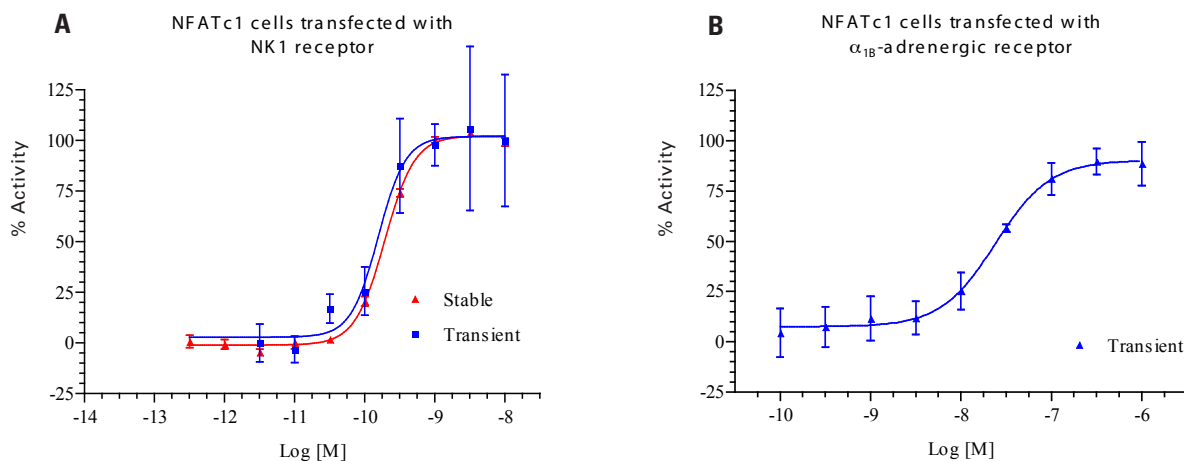 A
NFATc1 cells transfected with
NK1 receptor
% Activity
125
100
75
50
25
0
-25
-14
-13
-12
-11
-10
-9
-8
Log [M]
Stable
Transient
B
NFATc1 cells transfected with
α1B-adrenergic receptor
% Activity
125
100
75
50
25
0
-25
-10
-9
-8
-7
-6
Log [M]
Transient